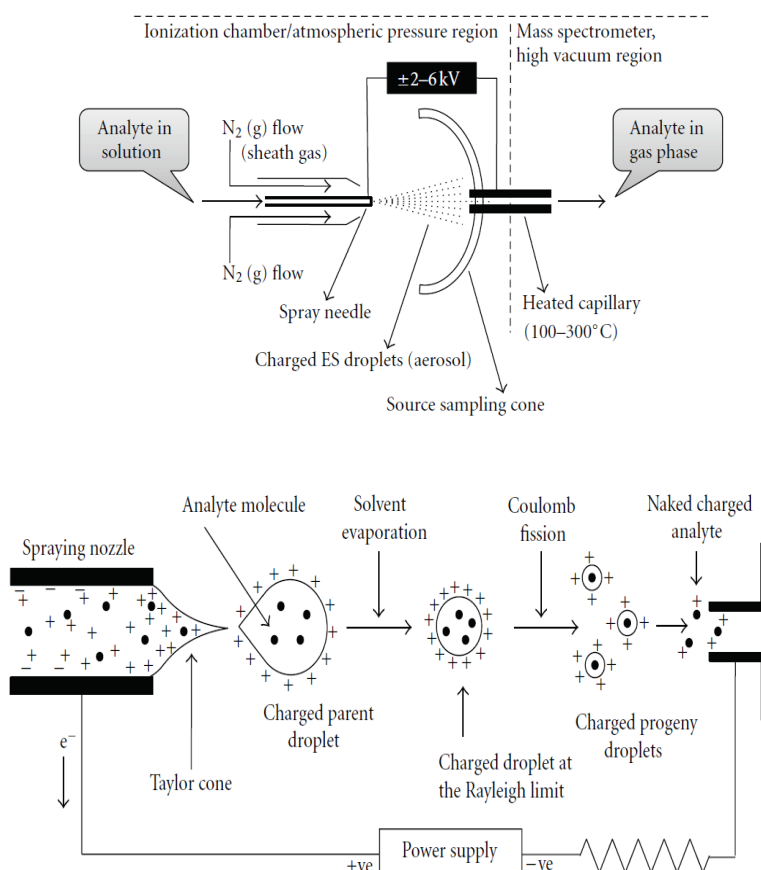 Ionization chamber/atmospheric pressure region
Mass spectrometer,
high vacuum region
±2–6 kV
Analyte in
solution
N₂ (g) flow
(sheath gas)
Analyte in
gas phase
N₂ (g) flow
Spray needle
Heated capillary
(100–300°C)
Charged ES droplets (aerosol)
Source sampling cone
Spraying nozzle
Analyte molecule
Solvent
evaporation
Coulomb
fission
Naked charged
analyte
Charged parent
droplet
Charged progeny
droplets
e⁻
Taylor cone
Charged droplet at
the Rayleigh limit
+ve
Power supply
−ve